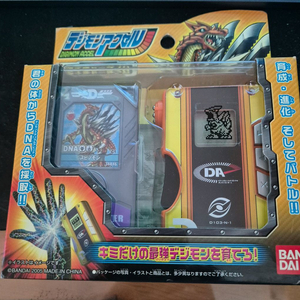 デジモンアクセル
DIGIMON ACCEL
育成・進化 そしてバトル!!
君の体からD.N.A.を採取!!
DA
キミだけの最強デジモンを育てろ!
©BANDAI 2005 MADE IN CHINA
●パッケージの写真・イラストと商品とは、多少異なりますのでご了承ください。
BAN
DAI